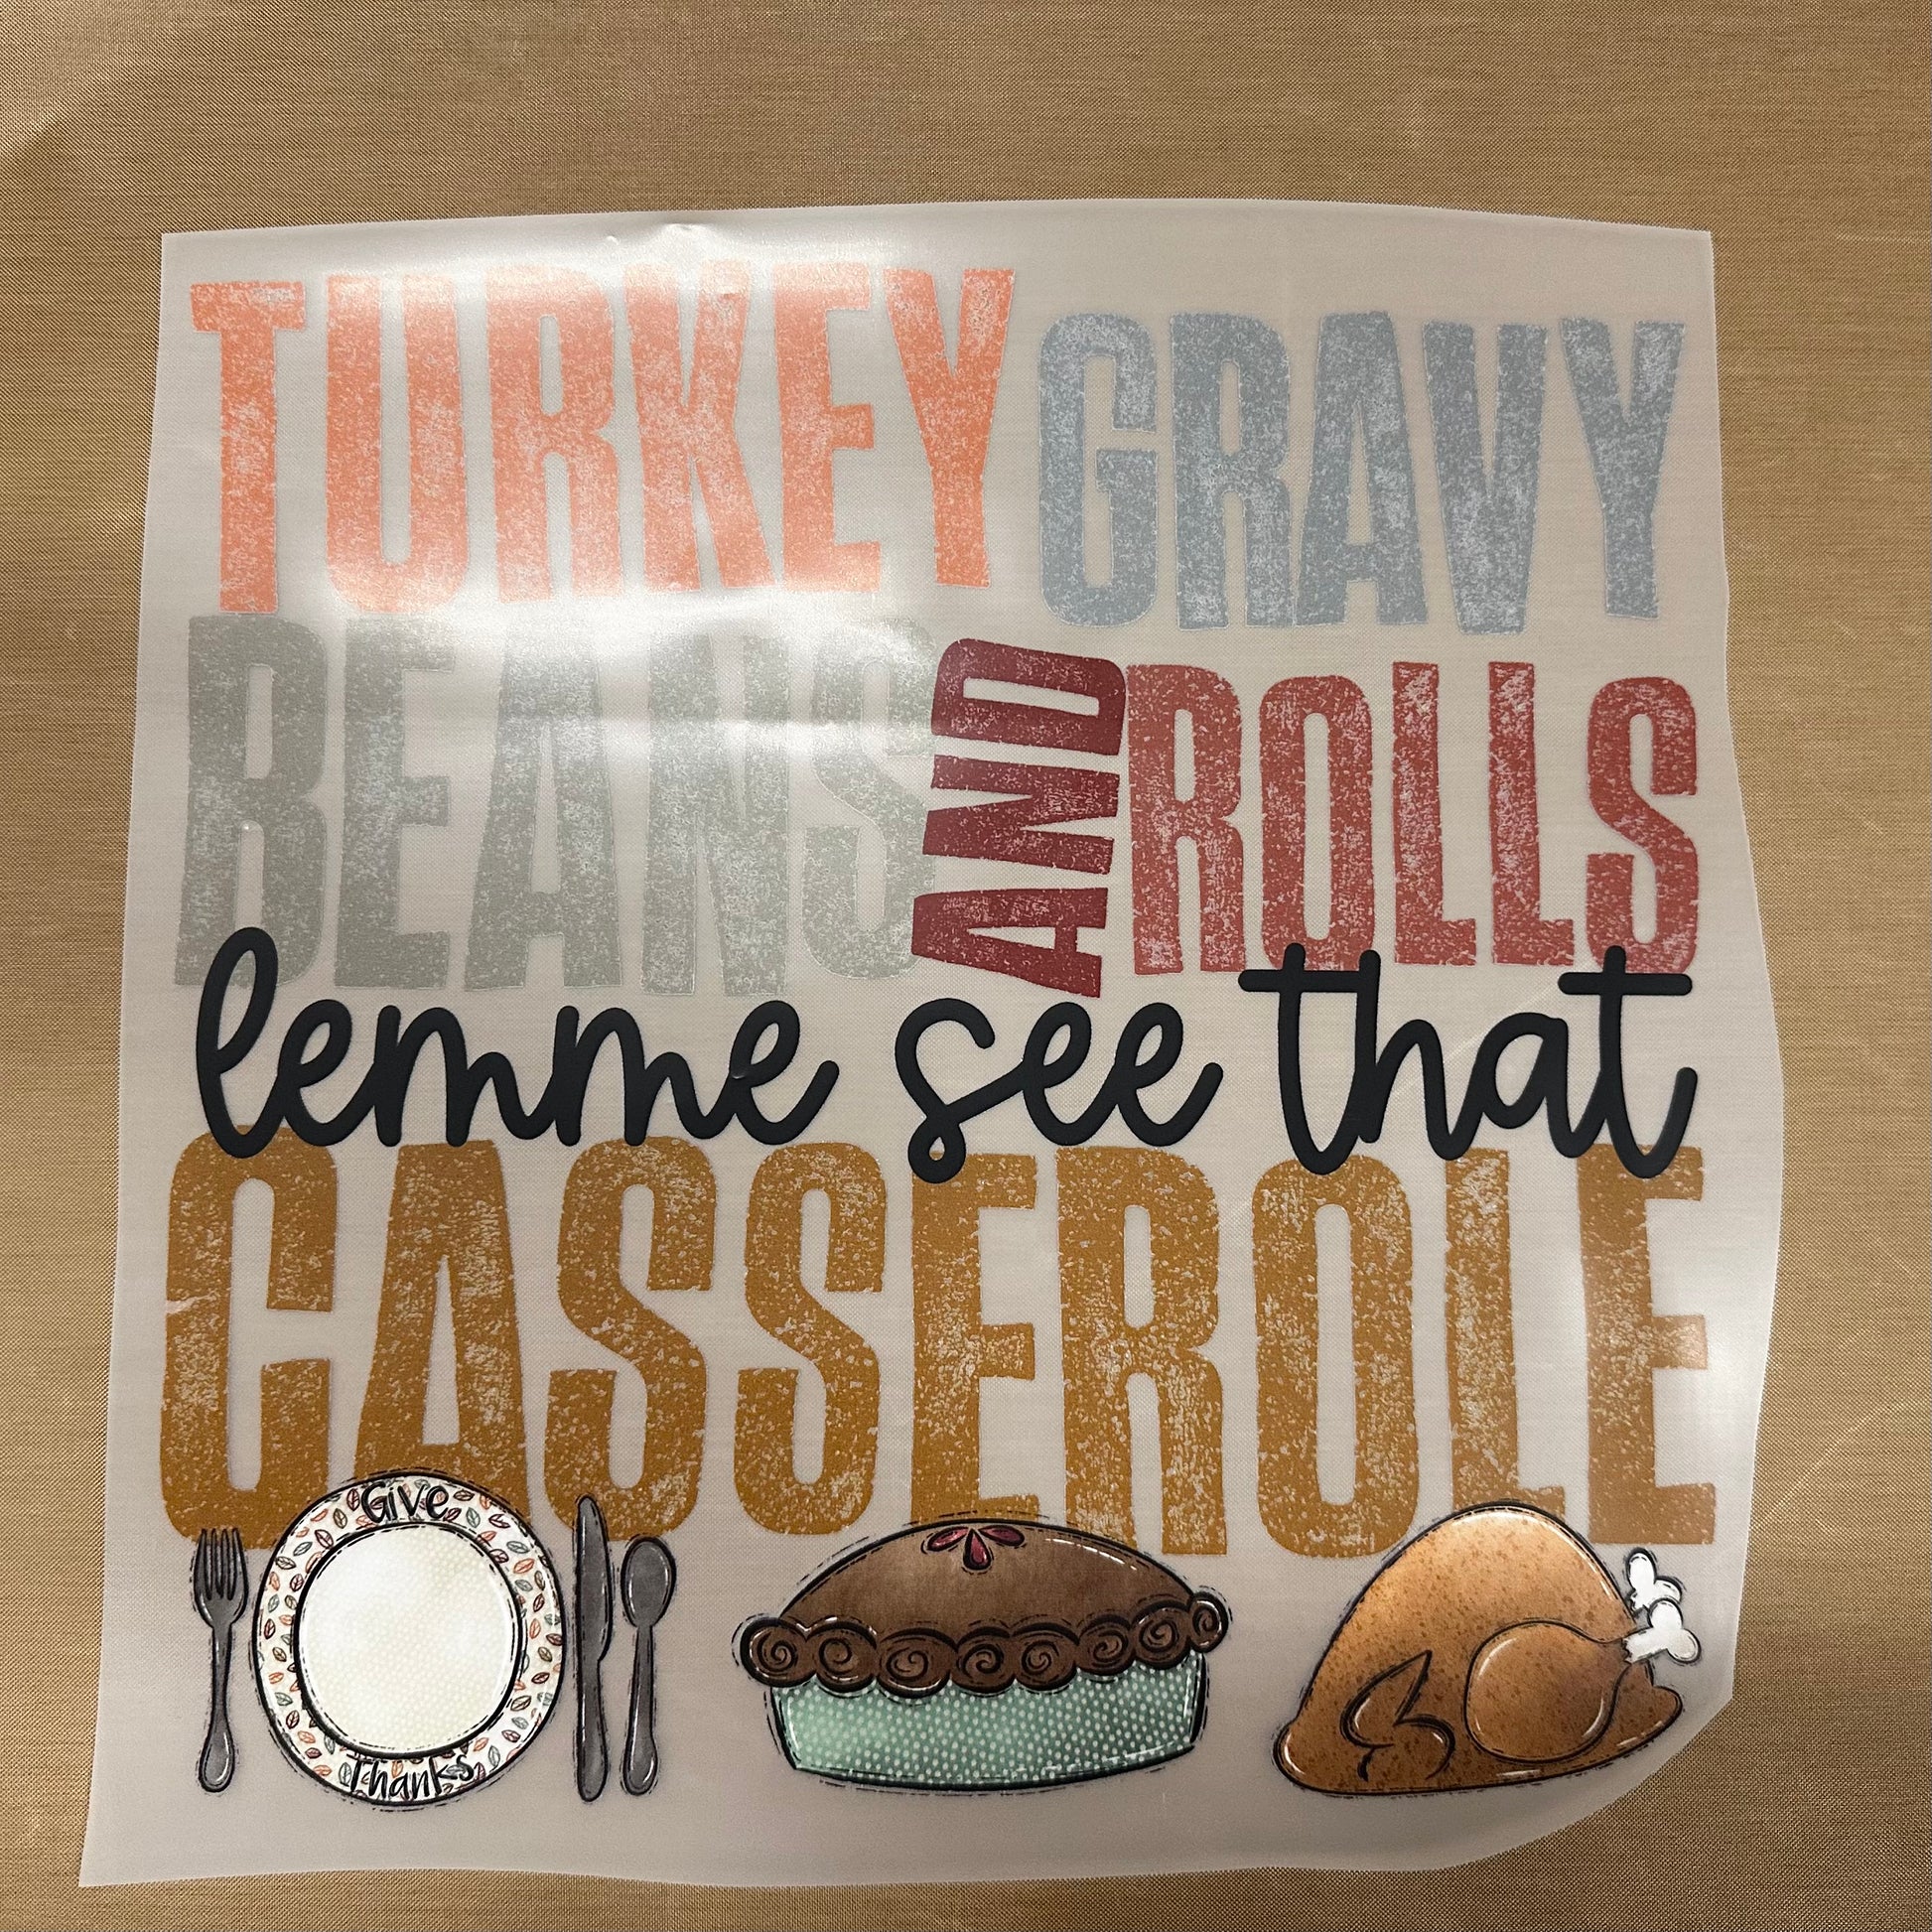 TURKEY GRAVY
BEANS AND ROLLS
lemme see that
CASSEROLE
Give
Thanks